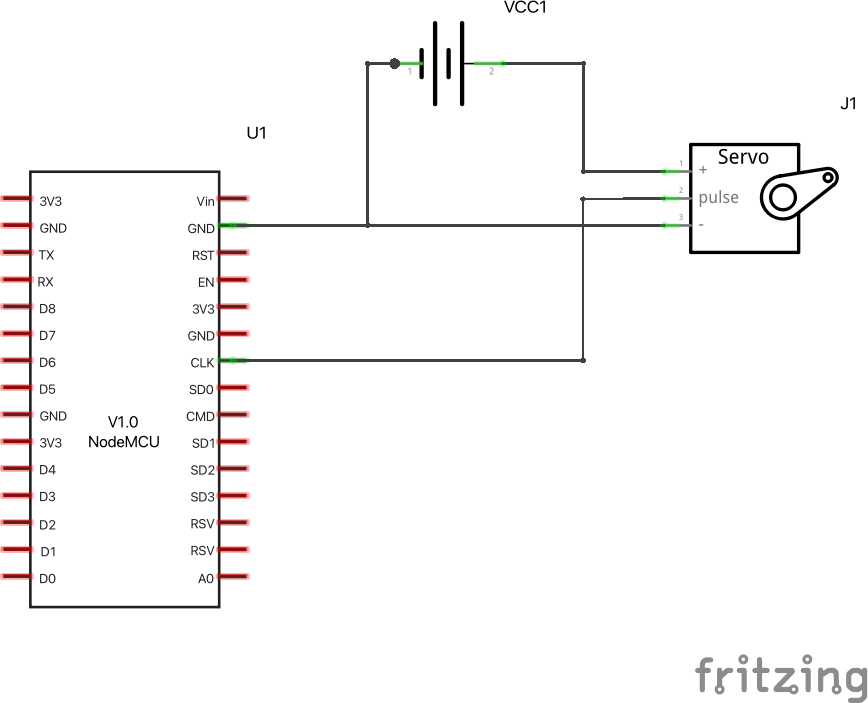 VCC1
1
2
J1
U1
Servo
1
+
2
pulse
3
-
3V3
Vin
GND
GND
TX
RST
RX
EN
D8
3V3
D7
GND
D6
CLK
D5
SD0
GND
CMD
3V3
SD1
D4
SD2
D3
SD3
D2
RSV
D1
RSV
D0
A0
V1.0
NodeMCU
fritzing